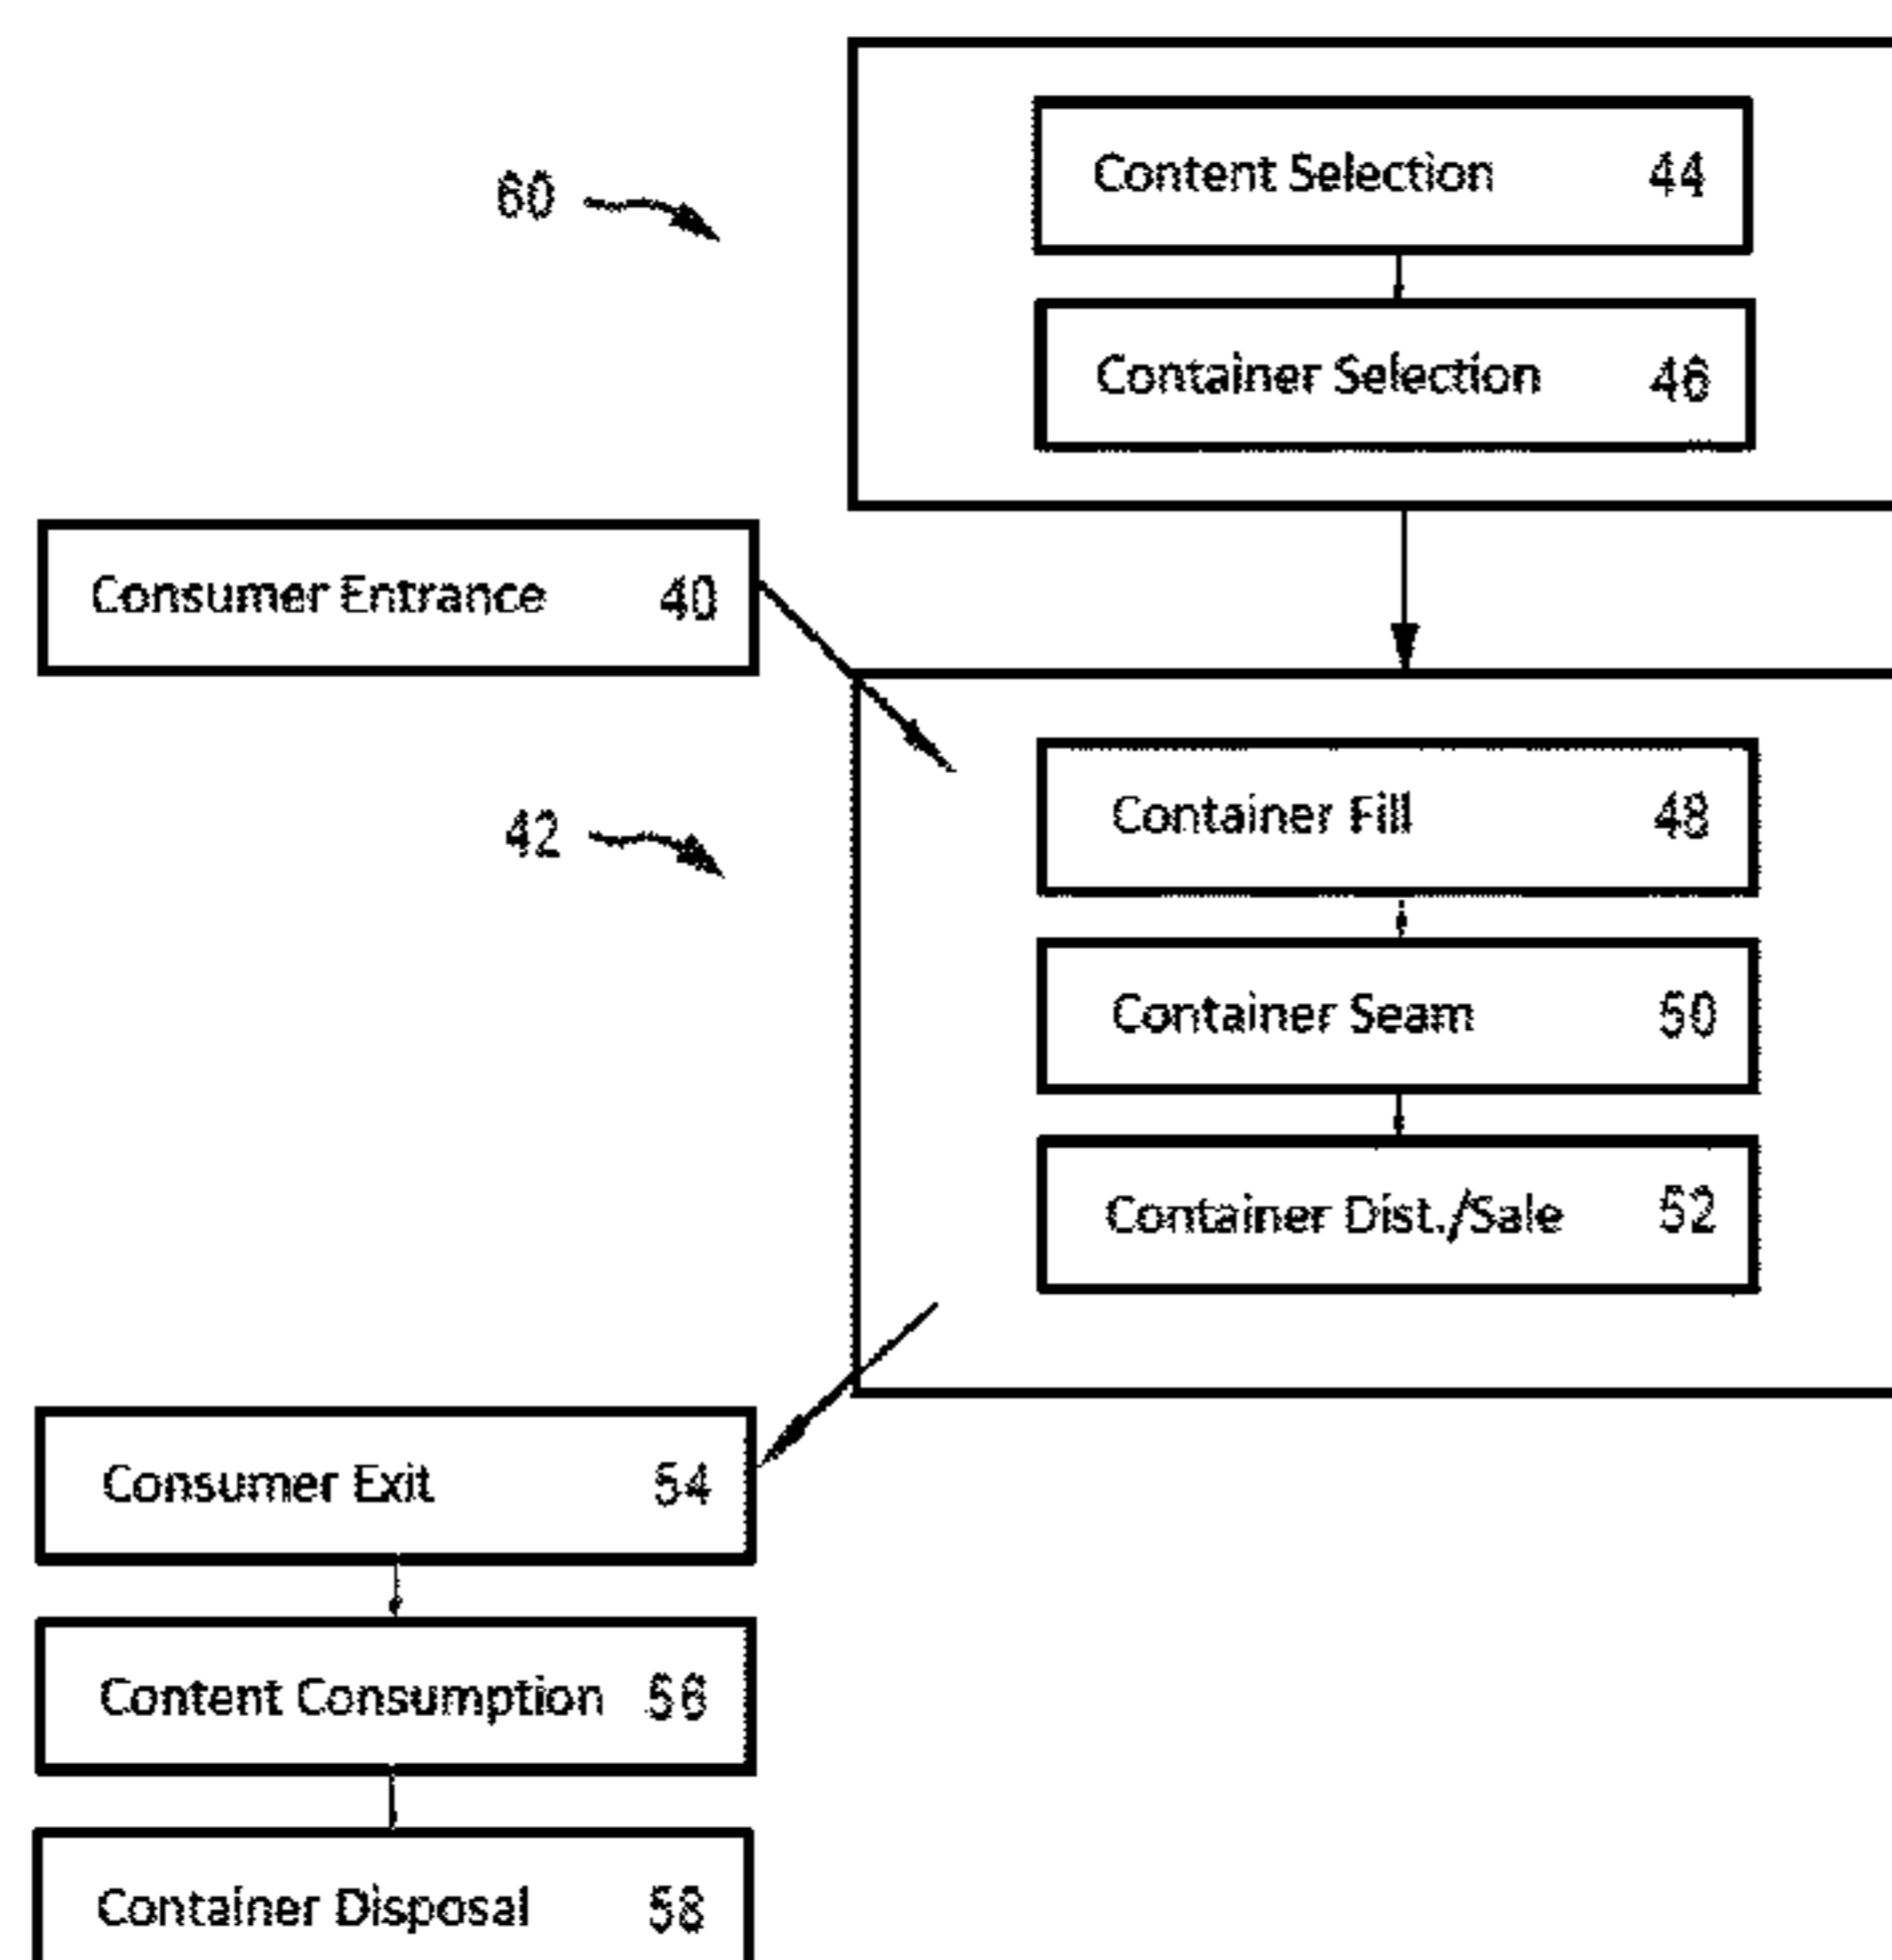 Content Selection 44
60
Container Selection 46
Consumer Entrance 40
Container Fill 48
42
Container Seam 50
Container Dist./Sale 52
Consumer Exit 54
Content Consumption 56
Container Disposal 58